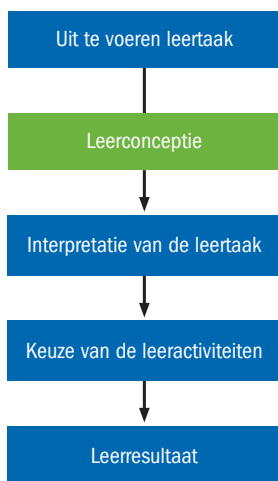 Uit te voeren leertaak
Leerconceptie
Interpretatie van de leertaak
Keuze van de leeractiviteiten
Leerresultaat